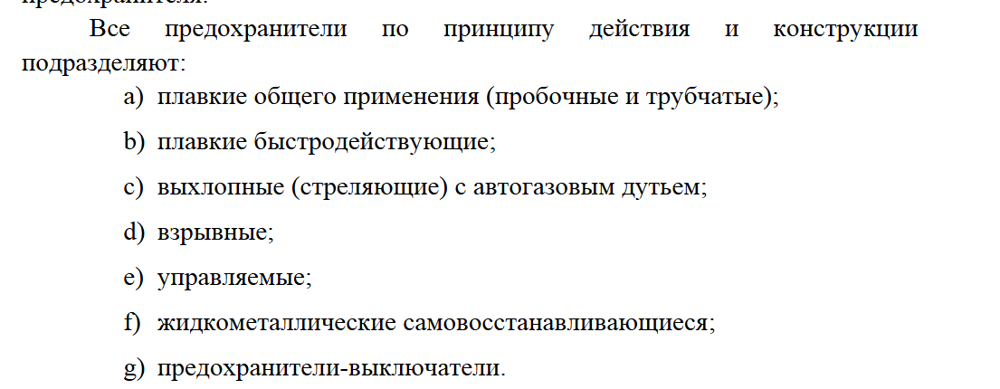 Все предохранители по принципу действия и конструкции
подразделяют:
a) плавкие общего применения (пробочные и трубчатые);
b) плавкие быстродействующие;
c) выхлопные (стреляющие) с автогазовым дутьем;
d) взрывные;
e) управляемые;
f) жидкометаллические самовосстанавливающиеся;
g) предохранители-выключатели.